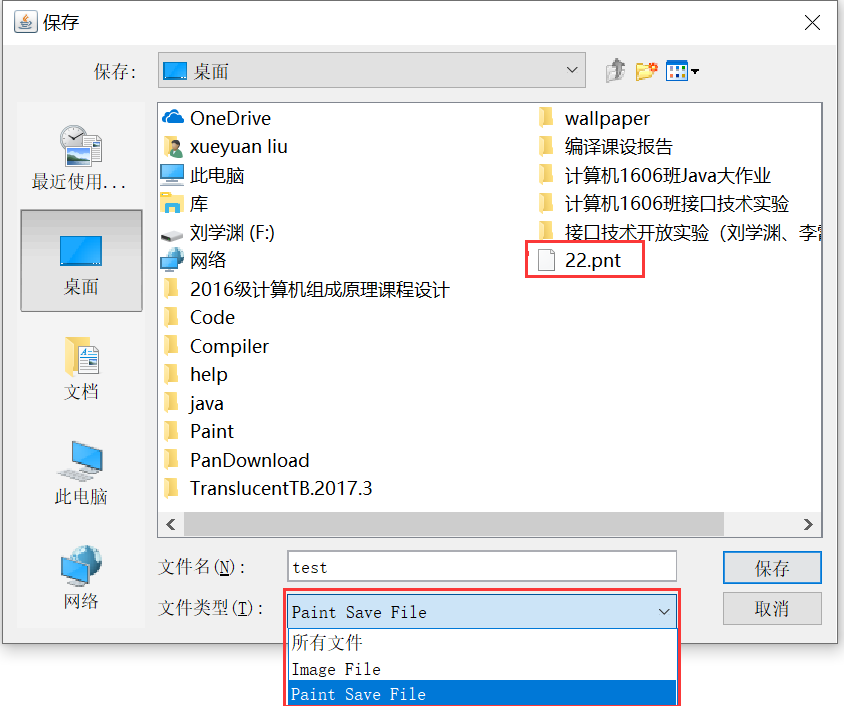 保存
保存:
桌面
最近使用...
桌面
文档
此电脑
网络
OneDrive
xueyuan liu
此电脑
库
刘学渊 (F:)
网络
2016级计算机组成原理课程设计
Code
Compiler
help
java
Paint
PanDownload
TranslucentTB.2017.3
wallpaper
编译课设报告
计算机1606班Java大作业
计算机1606班接口技术实验
接口技术开放实验（刘学渊、李
22.pnt
文件名(N):
test
保存
文件类型(T):
Paint Save File
取消
所有文件
Image File
Paint Save File